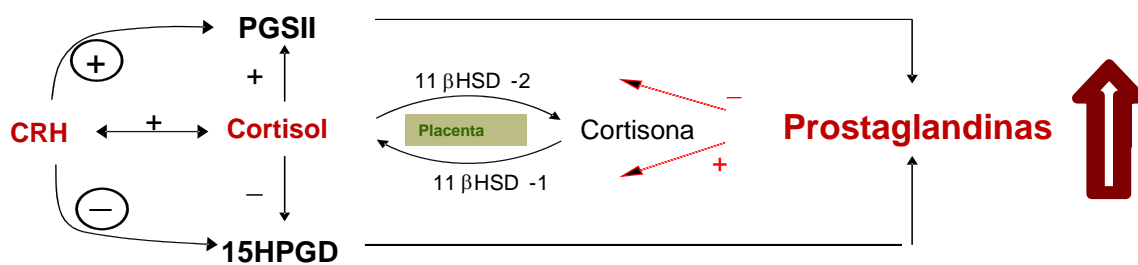 PGSII
+
+
11 βHSD -2
–
CRH
+
Cortisol
Placenta
Cortisona
Prostaglandinas
+
–
11 βHSD -1
–
15HPGD